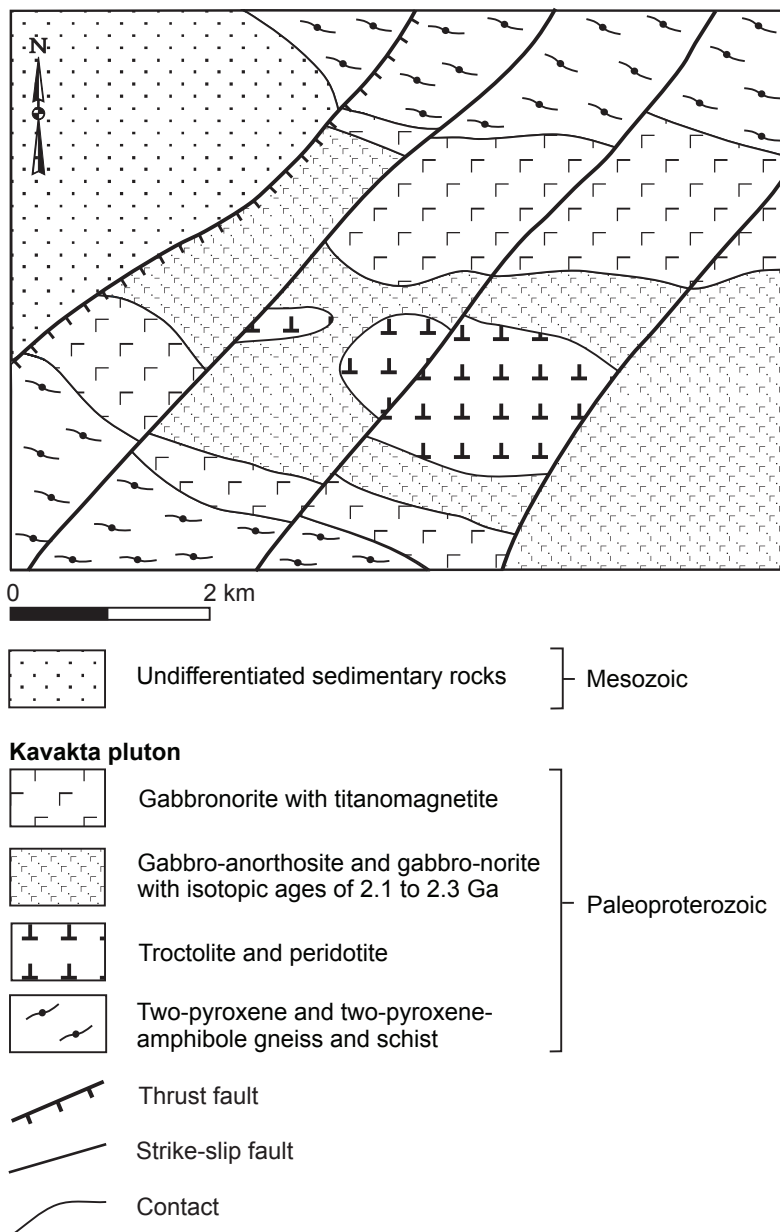 N
0 2 km
Undifferentiated sedimentary rocks
Mesozoic
Kavakta pluton
Gabbronorite with titanomagnetite
Gabbro-anorthosite and gabbro-norite
with isotopic ages of 2.1 to 2.3 Ga
Paleoproterozoic
Troctolite and peridotite
Two-pyroxene and two-pyroxene-
amphibole gneiss and schist
Thrust fault
Strike-slip fault
Contact